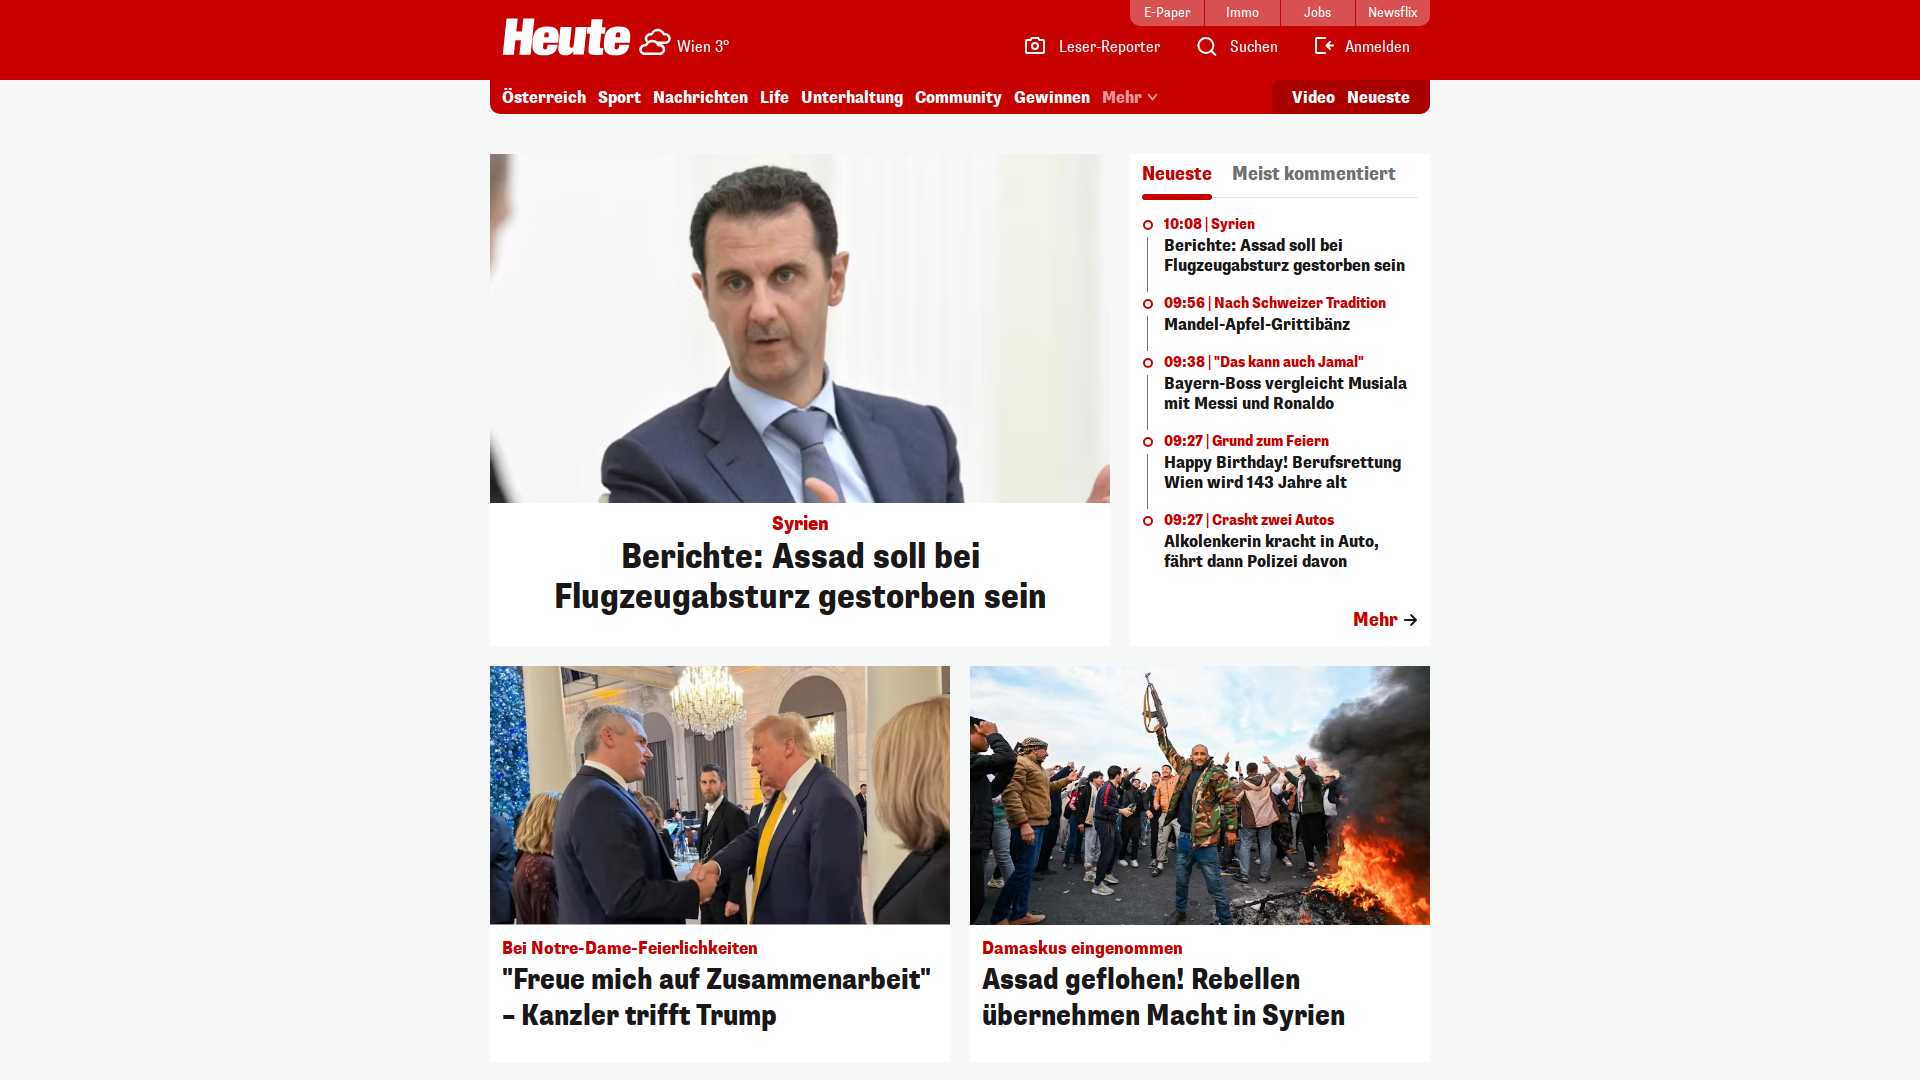 E-Paper
Immo
Jobs
Newsflix
Heute
Wien 3°
Leser-Reporter
Suchen
Anmelden
Österreich
Sport
Nachrichten
Life
Unterhaltung
Community
Gewinnen
Mehr
Video
Neueste
Syrien
Berichte: Assad soll bei
Flugzeugabsturz gestorben sein
Neueste
Meist kommentiert
10:08 | Syrien
Berichte: Assad soll bei
Flugzeugabsturz gestorben sein
09:56 | Nach Schweizer Tradition
Mandel-Apfel-Grittibänz
09:38 | "Das kann auch Jamal"
Bayern-Boss vergleicht Musiala
mit Messi und Ronaldo
09:27 | Grund zum Feiern
Happy Birthday! Berufsrettung
Wien wird 143 Jahre alt
09:27 | Crasht zwei Autos
Alkolenkerin kracht in Auto,
fährt dann Polizei davon
Mehr
Bei Notre-Dame-Feierlichkeiten
"Freue mich auf Zusammenarbeit"
– Kanzler trifft Trump
Damaskus eingenommen
Assad geflohen! Rebellen
übernehmen Macht in Syrien